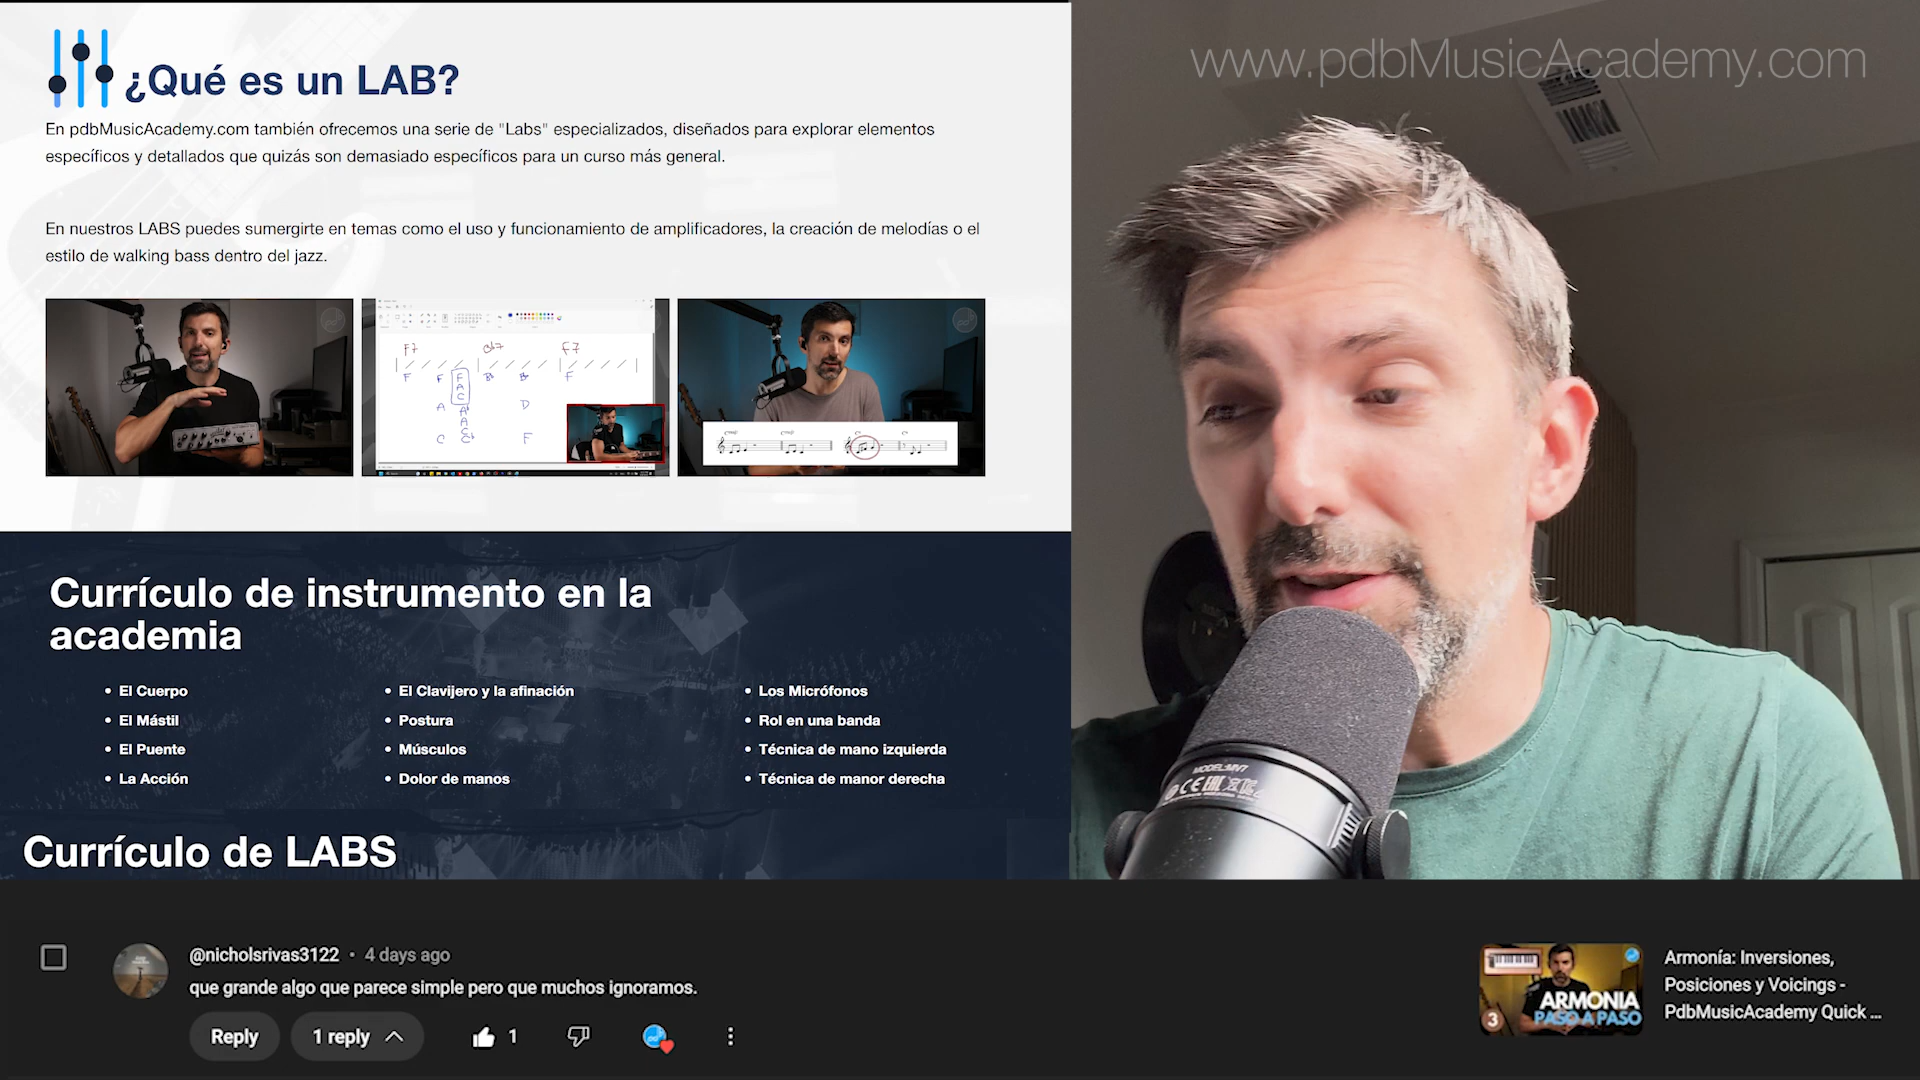 ¿Qué es un LAB?
En pdbMusicAcademy.com también ofrecemos una serie de "Labs" especializados, diseñados para explorar elementos
específicos y detallados que quizás son demasiado específicos para un curso más general.
En nuestros LABS puedes sumergirte en temas como el uso y funcionamiento de amplificadores, la creación de melodías o el
estilo de walking bass dentro del jazz.
F7 F7
Currículo de instrumento en la
academia
• El Cuerpo
• El Mástil
• El Puente
• La Acción
• El Clavijero y la afinación
• Postura
• Músculos
• Dolor de manos
• Los Micrófonos
• Rol en una banda
• Técnica de mano izquierda
• Técnica de manor derecha
Currículo de LABS
www.pdbMusicAcademy.com
MODEL:MV7
@nicholsrivas3122 • 4 days ago
que grande algo que parece simple pero que muchos ignoramos.
Reply
1 reply
1
3
ARMONIA
PASO A PASO
Armonía: Inversiones,
Posiciones y Voicings -
PdbMusicAcademy Quick ...